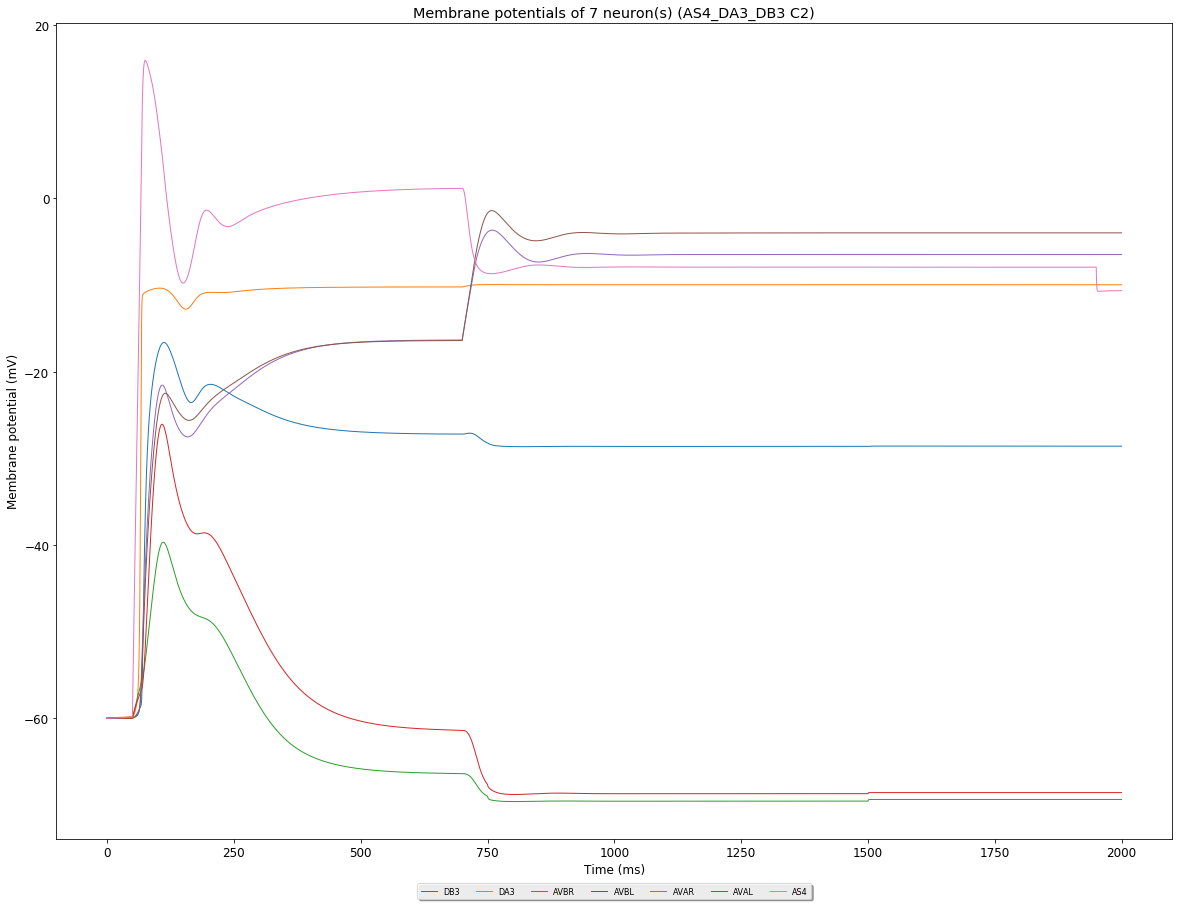 Membrane potentials of 7 neuron(s) (AS4_DA3_DB3 C2)
20
0
−20
−40
−60
Membrane potential (mV)
0 250 500 750 1000 1250 1500 1750 2000
Time (ms)
DB3 DA3 AVBR AVBL AVAR AVAL AS4